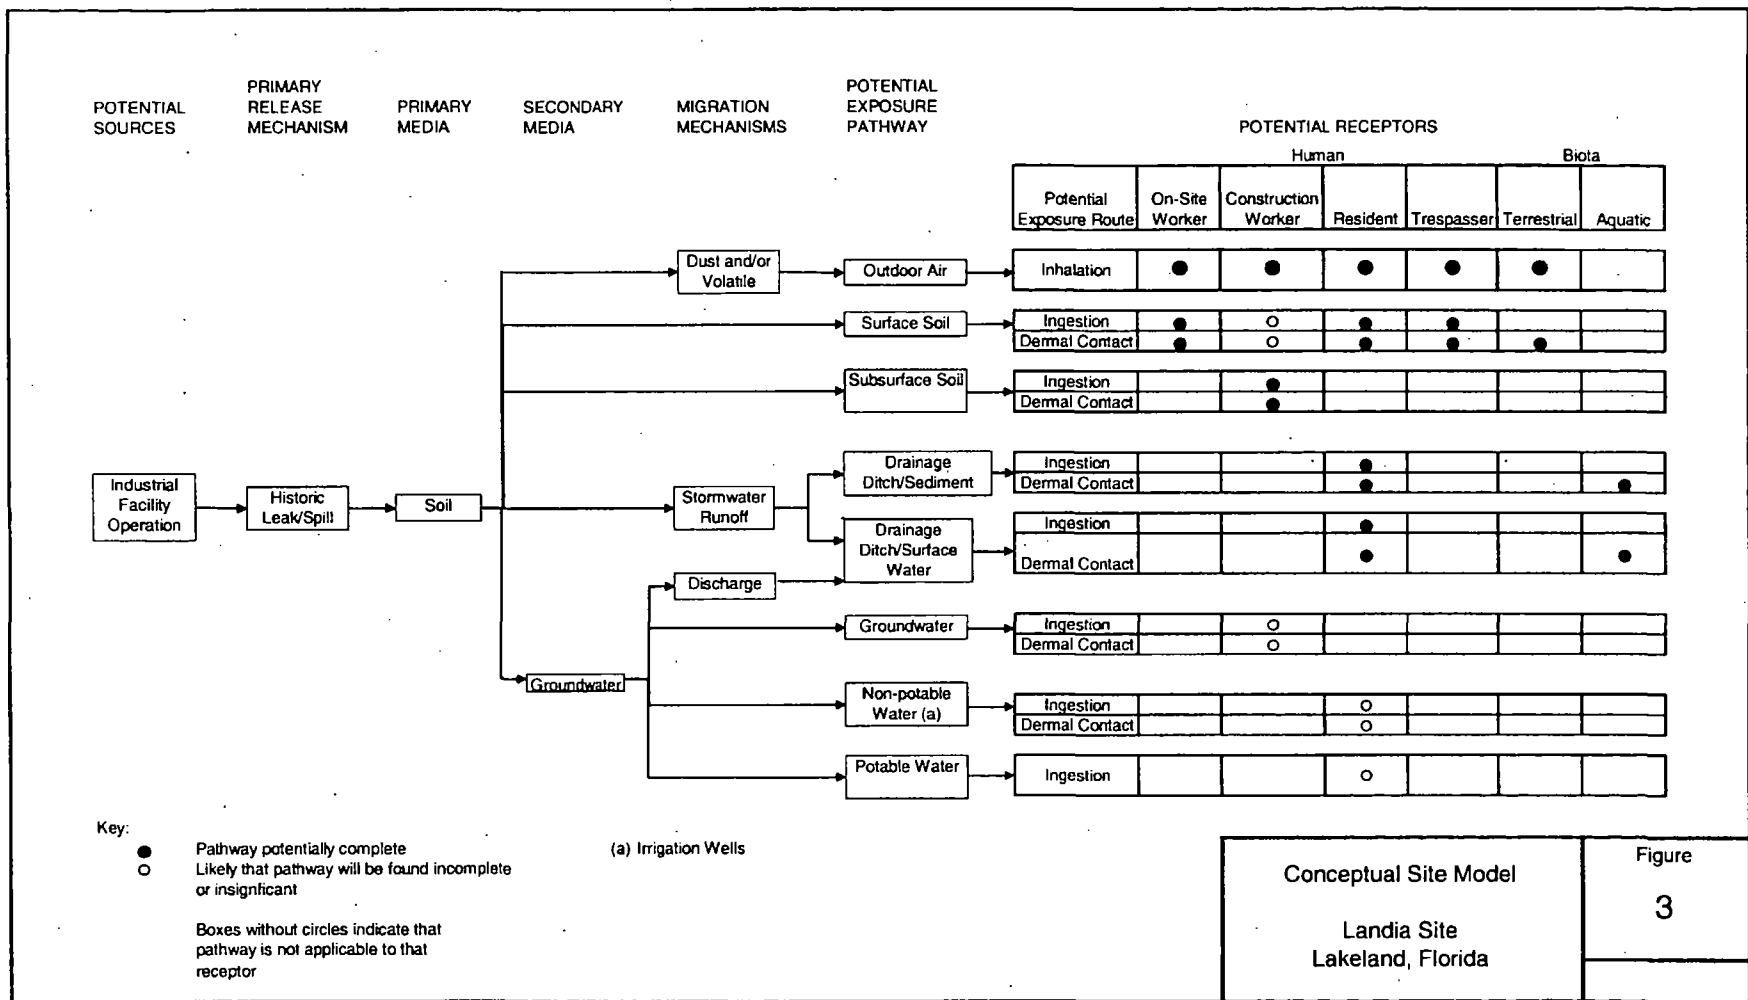 POTENTIAL
SOURCES
PRIMARY
RELEASE
MECHANISM
PRIMARY
MEDIA
SECONDARY
MEDIA
MIGRATION
MECHANISMS
POTENTIAL
EXPOSURE
PATHWAY
POTENTIAL RECEPTORS
Human
Biota
Potential
Exposure Route
On-Site
Worker
Construction
Worker
Resident
Trespasser
Terrestrial
Aquatic
Dust and/or
Volatile
Outdoor Air
Inhalation
Surface Soil
Ingestion
Dermal Contact
Subsurface Soil
Ingestion
Dermal Contact
Industrial
Facility
Operation
Historic
Leak/Spill
Soil
Stormwater
Runoff
Drainage
Ditch/Sediment
Ingestion
Dermal Contact
Drainage
Ditch/Surface
Water
Ingestion
Dermal Contact
Discharge
Groundwater
Ingestion
Dermal Contact
Groundwater
Non-potable
Water (a)
Ingestion
Dermal Contact
Potable Water
Ingestion
Key:
Pathway potentially complete
Likely that pathway will be found incomplete
or insignficant
Boxes without circles indicate that
pathway is not applicable to that
receptor
(a) Irrigation Wells
Conceptual Site Model
Landia Site
Lakeland, Florida
Figure
3